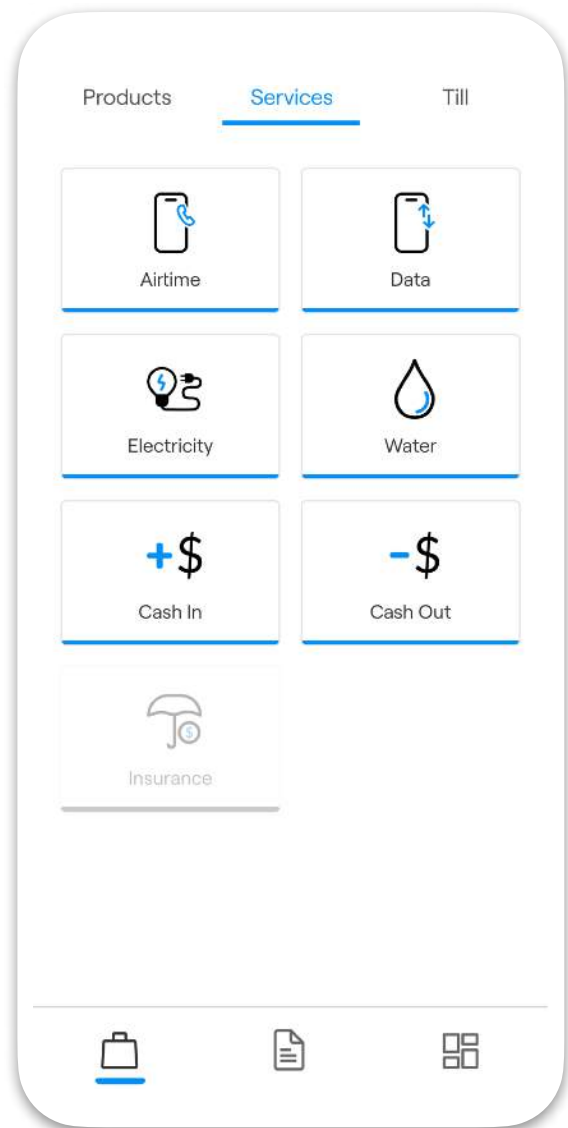 Products Services Till
Airtime Data
Electricity Water
+$ -$
Cash In Cash Out
$
Insurance